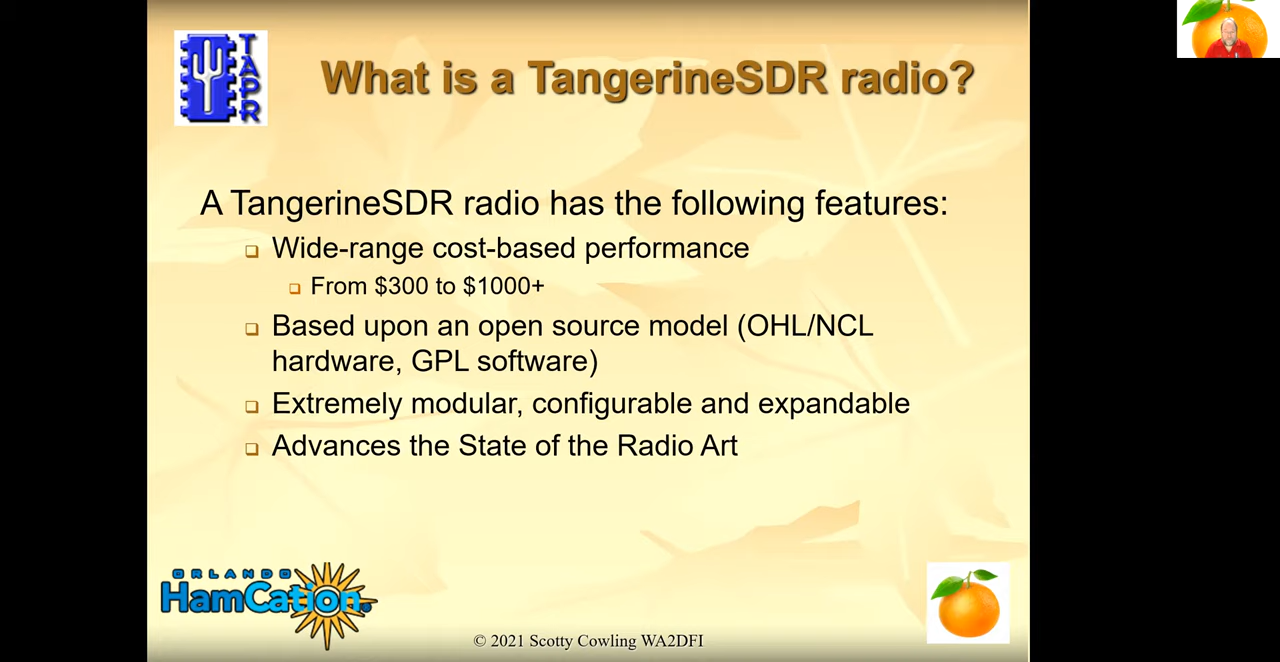 TAPR
What is a TangerineSDR radio?
A TangerineSDR radio has the following features:
Wide-range cost-based performance
From $300 to $1000+
Based upon an open source model (OHL/NCL
hardware, GPL software)
Extremely modular, configurable and expandable
Advances the State of the Radio Art
ORLANDO
HamCation
© 2021 Scotty Cowling WA2DFI